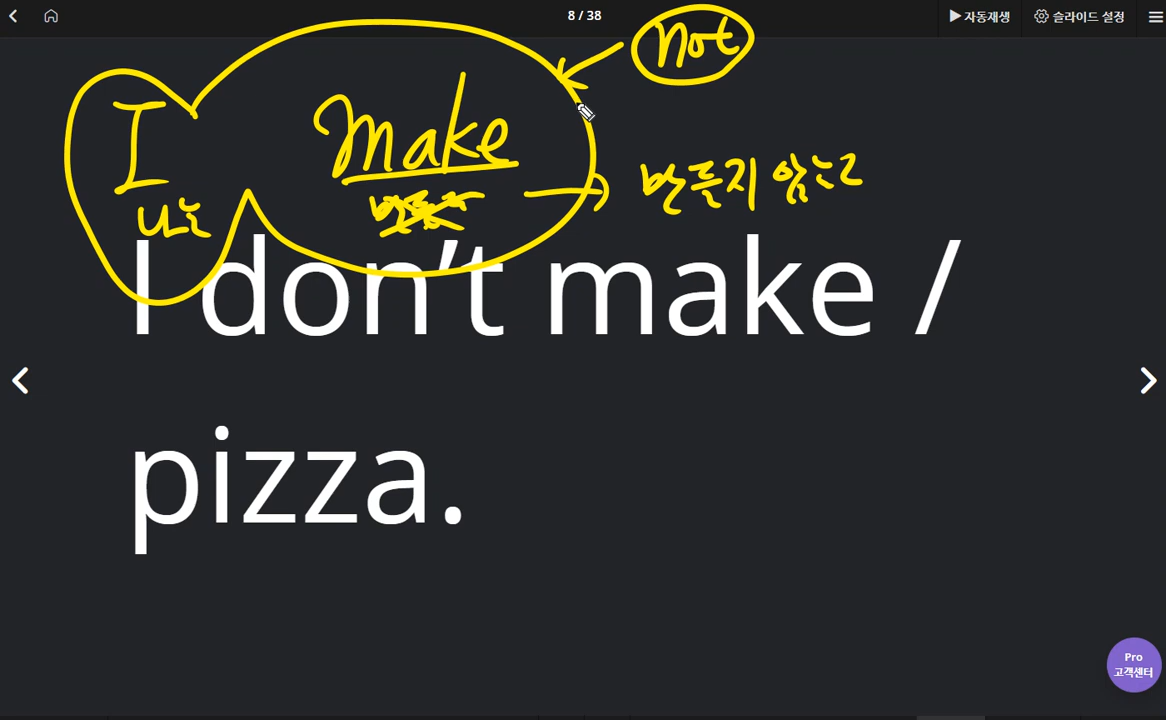 8 / 38
▶ 자동재생
슬라이드 설정
not
I
make
나는
만들지 않는고
I don't make /
pizza.
Pro
고객센터